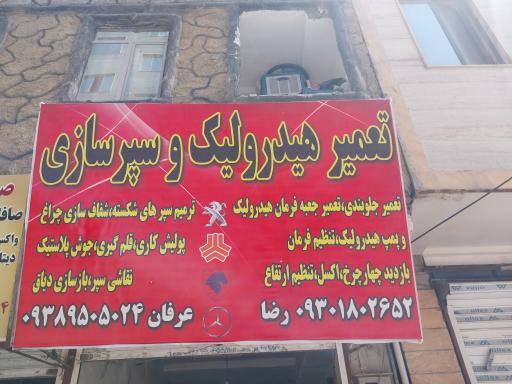 تعمیر هیدرولیک و سپرسازی
تعمیر جلوبندی،تعمیر جعبه فرمان هیدرولیک
و پمپ هیدرولیک،تنظیم فرمان
بازدید چهارچرخ،اکسل،تنظیم ارتفاع
۰۹۳۰۱۸۰۲۶۵۲ رضا
ترمیم سپر های شکسته،شفاف سازی چراغ
پولیش کاری،قلم گیری،جوش پلاستیک
نقاشی سپر،بازسازی دیاق
۰۹۳۸۹۵۰۵۰۲۴ عرفان